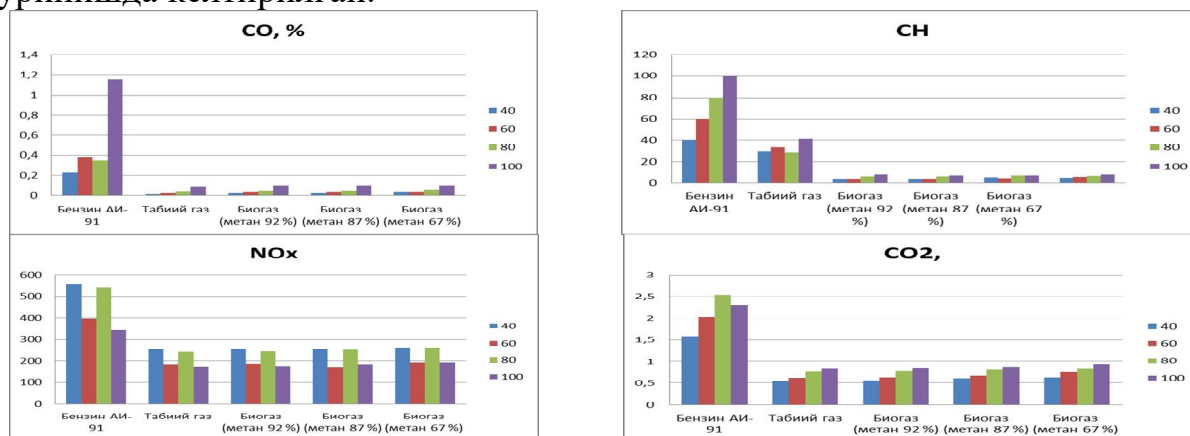 уринишда келтирилган.
CO, %
1,4
1,2
1
0,8
0,6
0,4
0,2
0
Бензин АИ-
91
Табиий газ
Биогаз
(метан 92 %)
Биогаз
(метан 87 %)
Биогаз
(метан 67 %)
40
60
80
100
CH
120
100
80
60
40
20
0
Бензин
АИ-91
Табиий газ
Биогаз
(метан 92
%)
Биогаз
(метан 87
%)
Биогаз
(метан 67
%)
40
60
80
100
NOx
600
500
400
300
200
100
0
Бензин АИ-
91
Табиий газ
Биогаз
(метан 92 %)
Биогаз
(метан 87 %)
Биогаз
(метан 67 %)
40
60
80
100
CO2,
3
2,5
2
1,5
1
0,5
0
Бензин АИ-
91
Табиий газ
Биогаз
(метан 92 %)
Биогаз
(метан 87 %)
Биогаз
(метан 67 %)
40
60
80
100